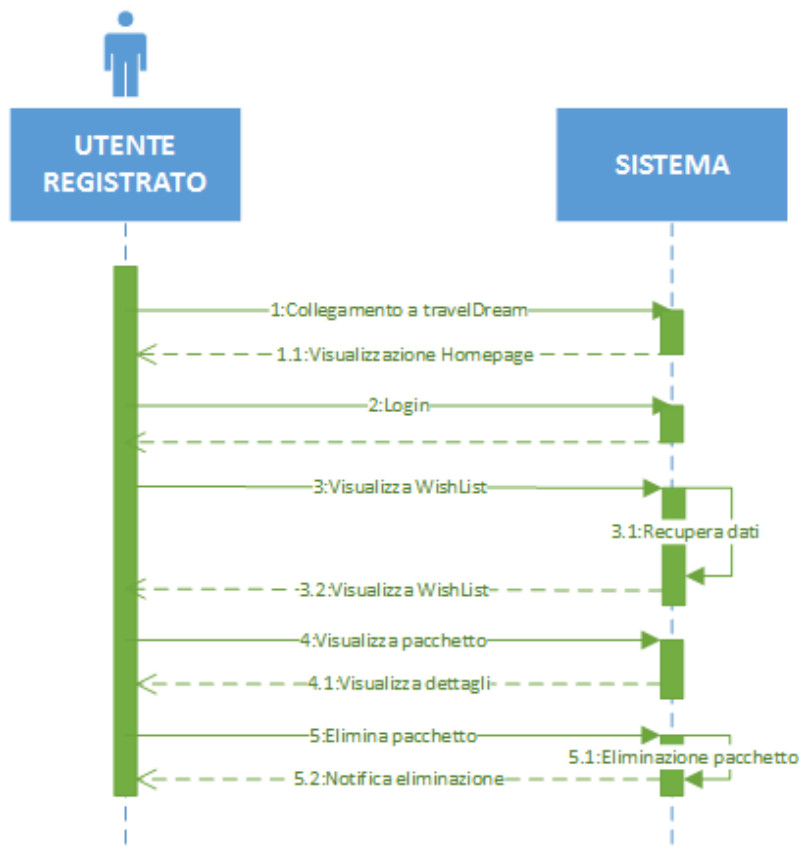 UTENTE
REGISTRATO
SISTEMA
1:Collegamento a travelDream
1.1:Visualizzazione Homepage
2:Login
3:Visualizza WishList
3.1:Recupera dati
3.2:Visualizza WishList
4:Visualizza pacchetto
4.1:Visualizza dettagli
5:Elimina pacchetto
5.1:Eliminazione pacchetto
5.2:Notifica eliminazione